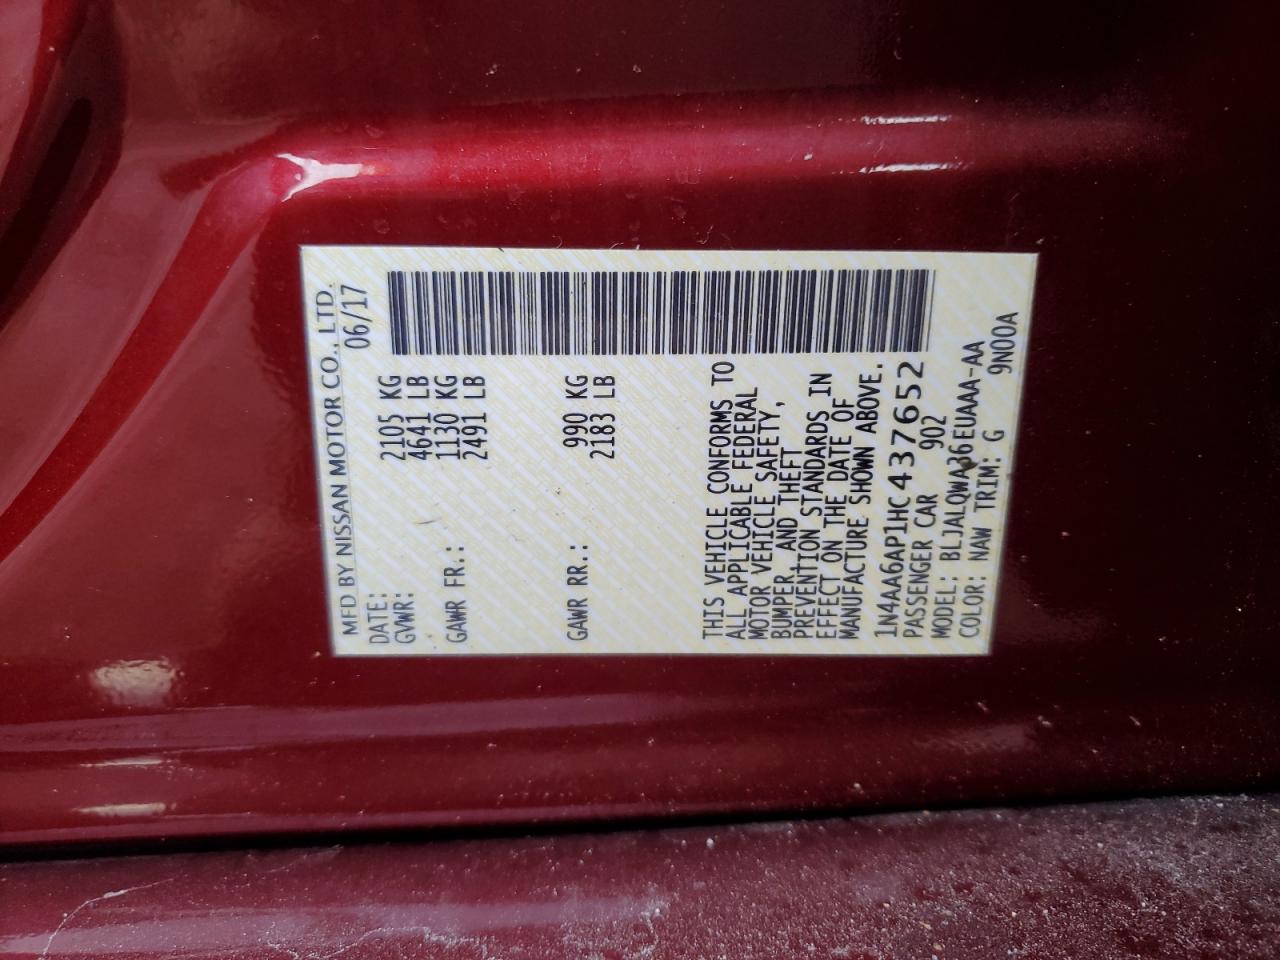 MFD BY NISSAN MOTOR CO., LTD.
DATE: 06/17
GVWR: 2105 KG
4641 LB
GAWR FR.: 1130 KG
2491 LB
GAWR RR.: 990 KG
2183 LB
THIS VEHICLE CONFORMS TO
ALL APPLICABLE FEDERAL
MOTOR VEHICLE SAFETY,
BUMPER, AND THEFT
PREVENTION STANDARDS IN
EFFECT ON THE DATE OF
MANUFACTURE SHOWN ABOVE.
1N4AA6AP1HC437652
PASSENGER CAR 902
MODEL: BLJALQWA36EUAAA-AA
COLOR: NAW TRIM: G 9N00A